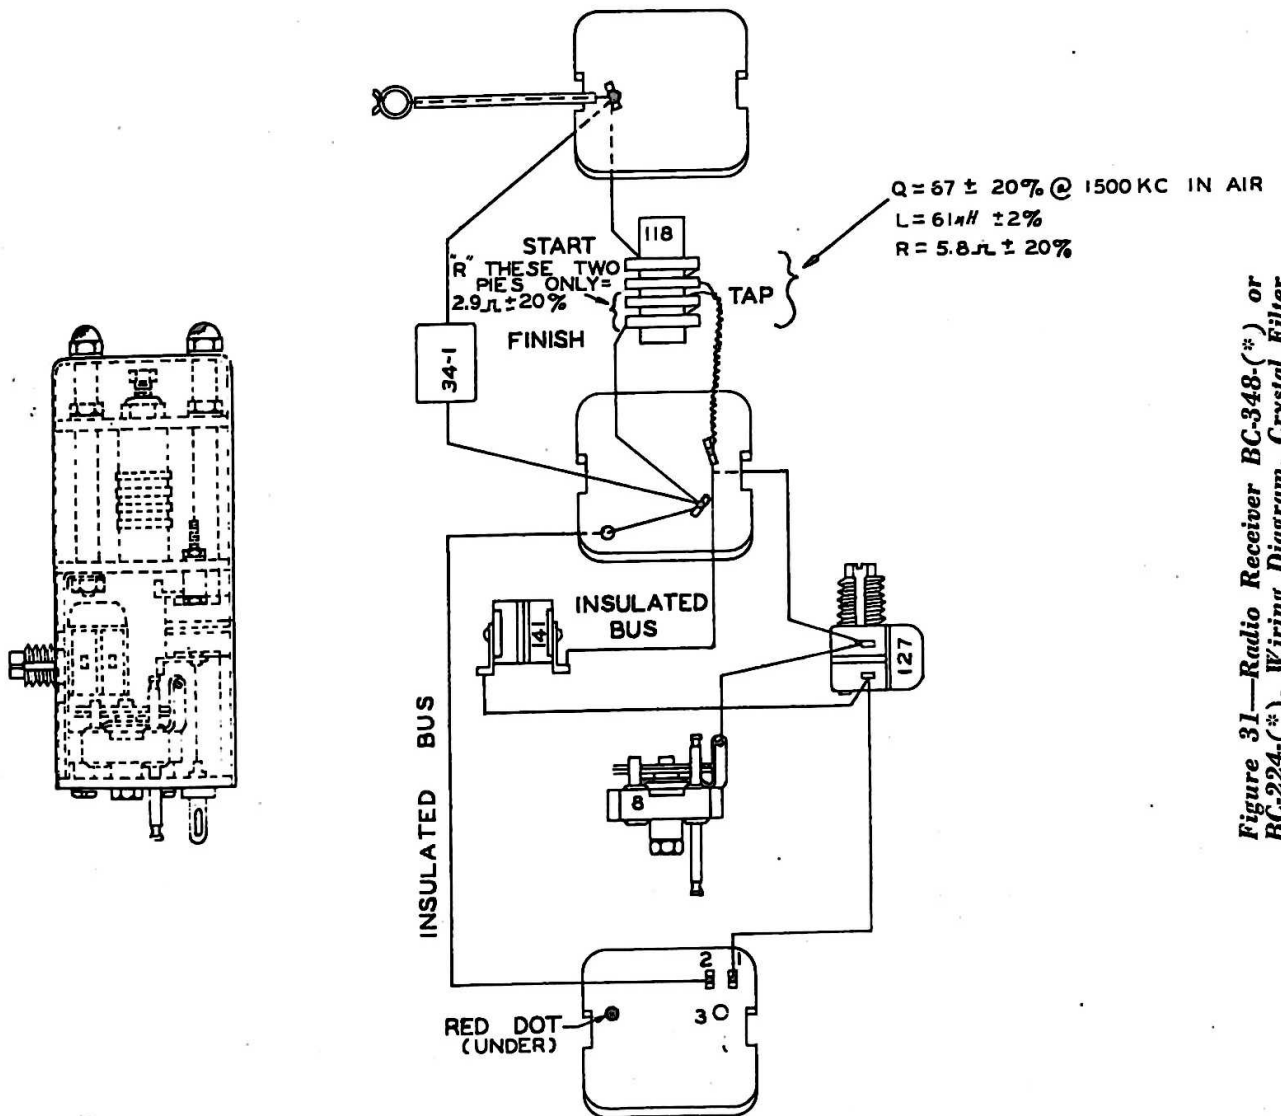 Q = 67 ± 20% @ 1500 KC IN AIR
L = 61 µH ± 2%
R = 5.8 Ω ± 20%
118
START
"R" THESE TWO
PIES ONLY =
2.9 Ω ± 20%
TAP
FINISH
34-1
INSULATED
BUS
141
127
INSULATED BUS
8
2 1
3
RED DOT
(UNDER)
Figure 31—Radio Receiver BC-348-(*) or
BC-224-(*), Wiring Diagram, Crystal Filter